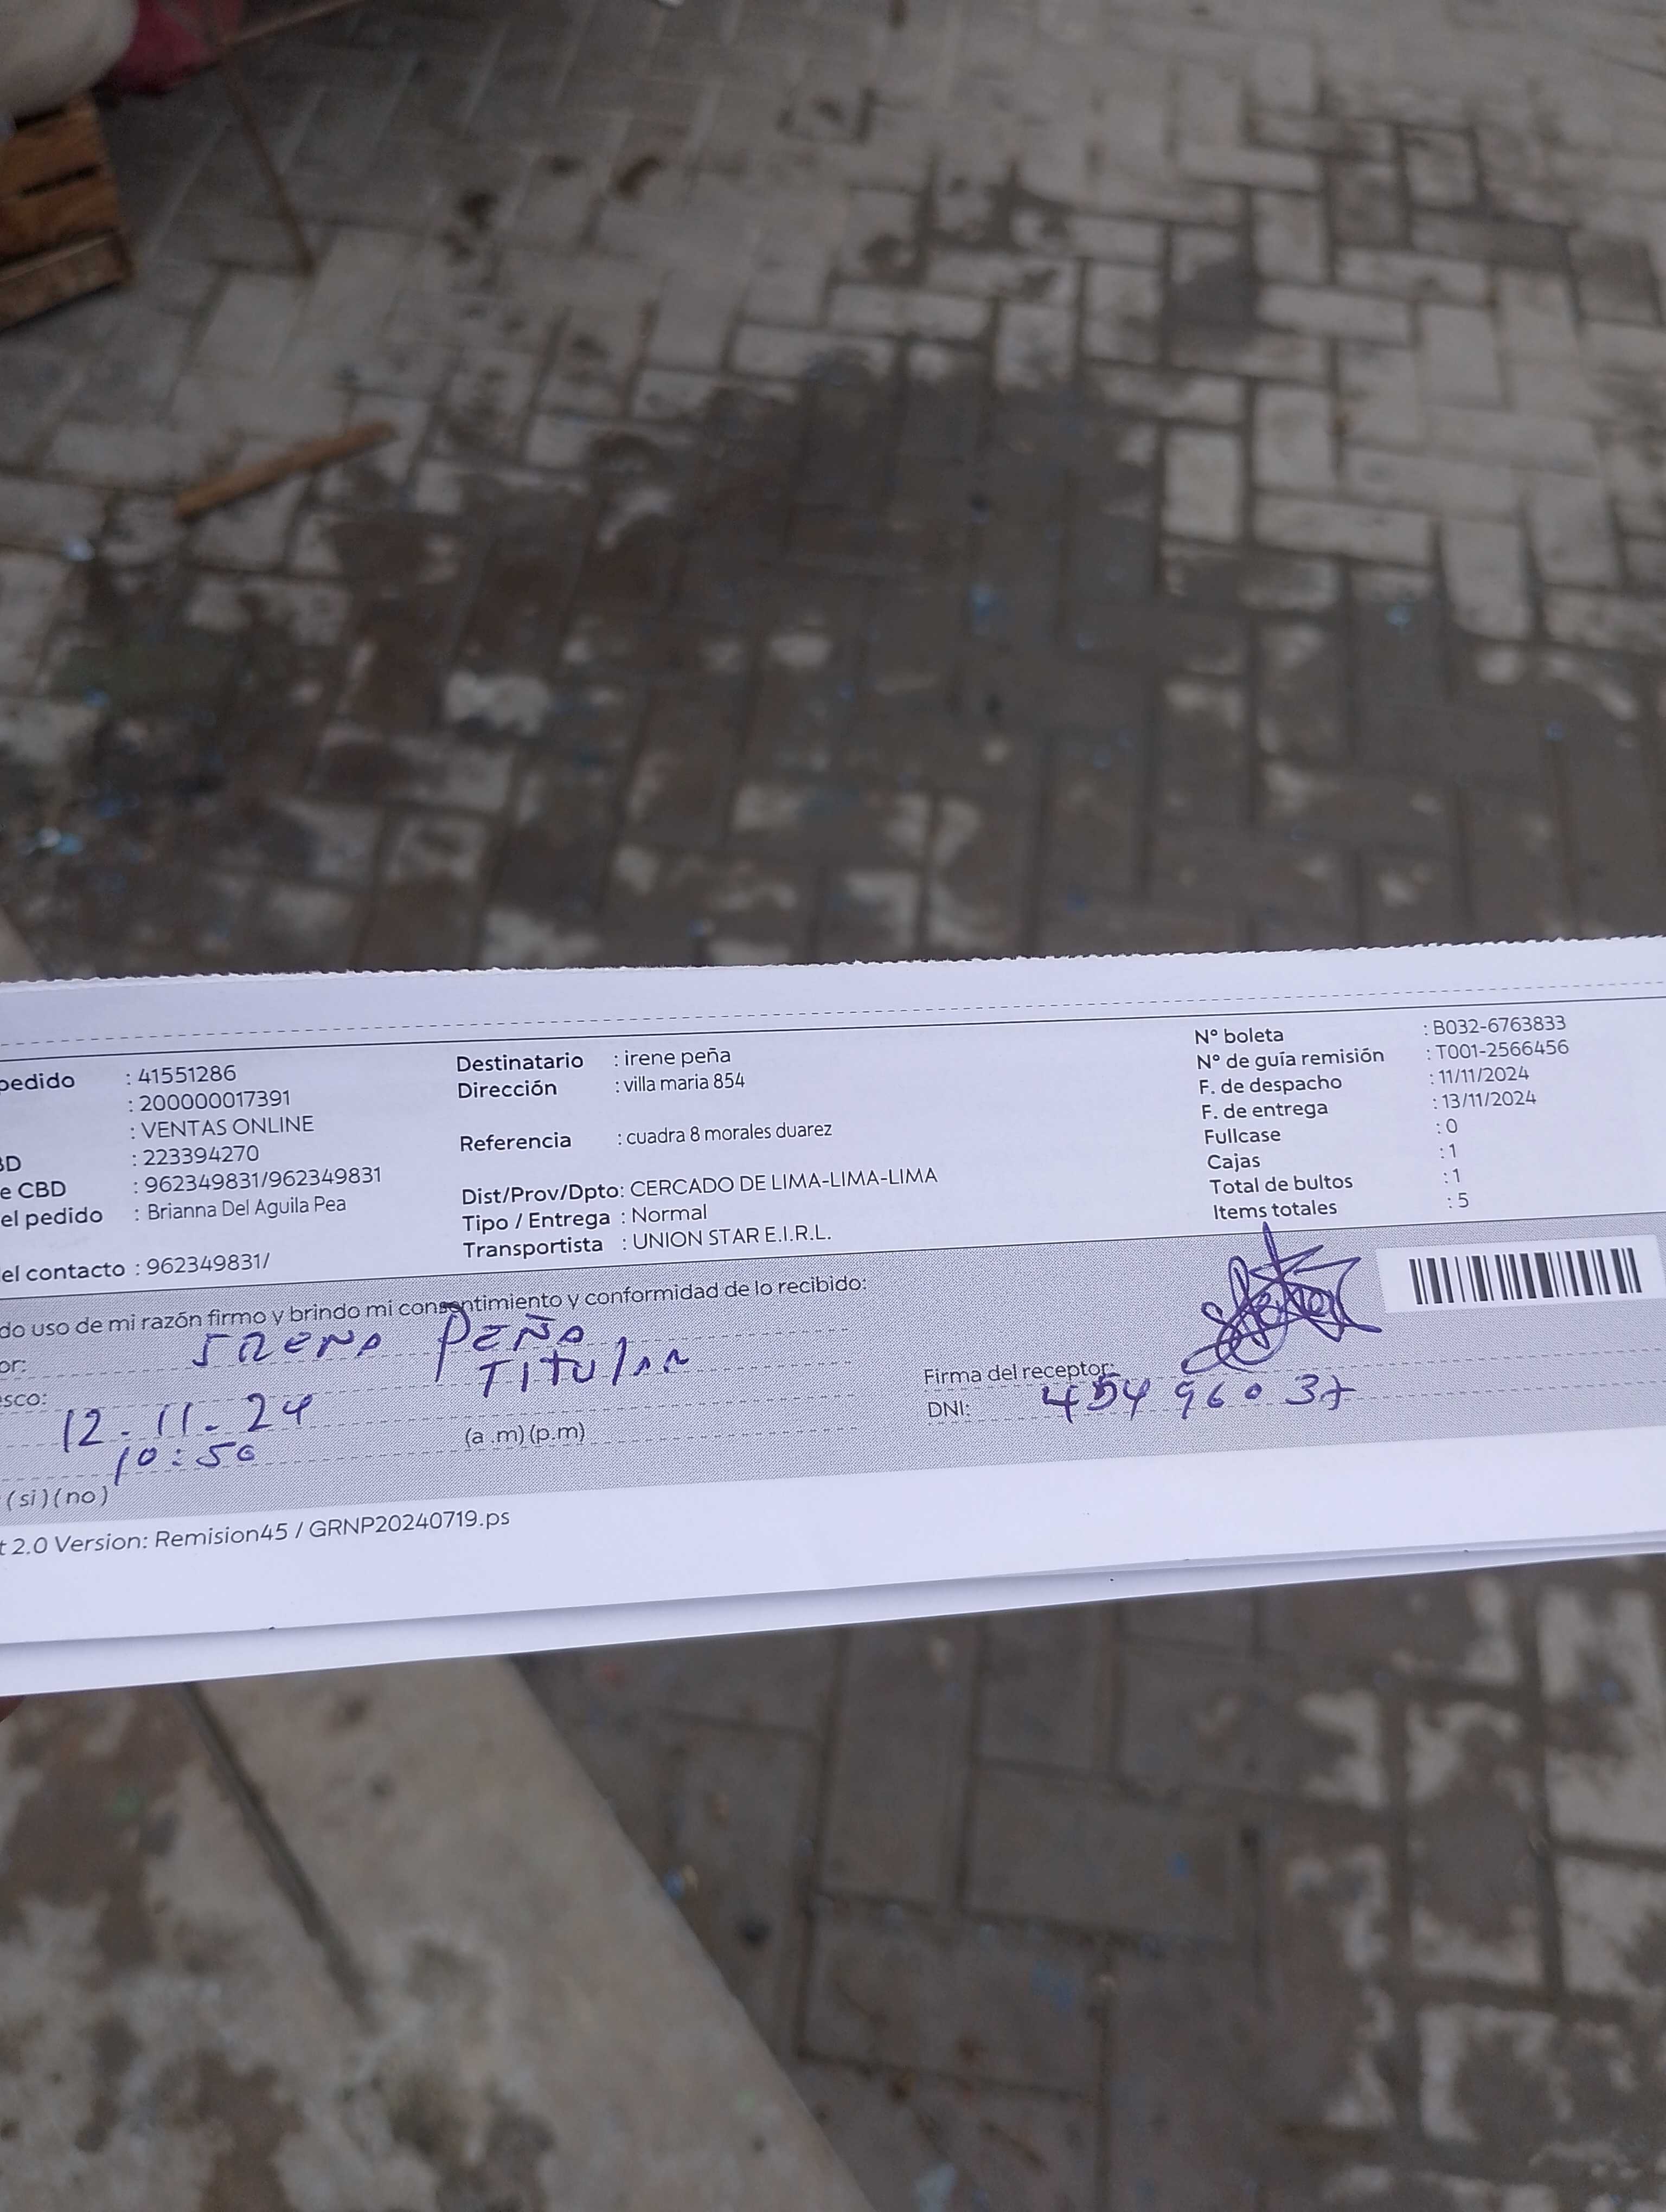 pedido : 41551286
: 200000017391
: VENTAS ONLINE
BD : 223394270
e CBD : 962349831/962349831
el pedido : Brianna Del Aguila Pea
el contacto : 962349831/
Destinatario : irene peña
Dirección : villa maria 854
Referencia : cuadra 8 morales duarez
Dist/Prov/Dpto: CERCADO DE LIMA-LIMA-LIMA
Tipo / Entrega : Normal
Transportista : UNION STAR E.I.R.L.
N° boleta : B032-6763833
N° de guía remisión : T001-2566456
F. de despacho : 11/11/2024
F. de entrega : 13/11/2024
Fullcase : 0
Cajas : 1
Total de bultos : 1
Items totales : 5
do uso de mi razón firmo y brindo mi consentimiento y conformidad de lo recibido:
or: IRENA PEÑA
esco: TITULAR
12-11-24
10:50 (a .m) (p.m)
Firma del receptor:
DNI: 45496037
(si) (no)
t 2.0 Version: Remision45 / GRNP20240719.ps